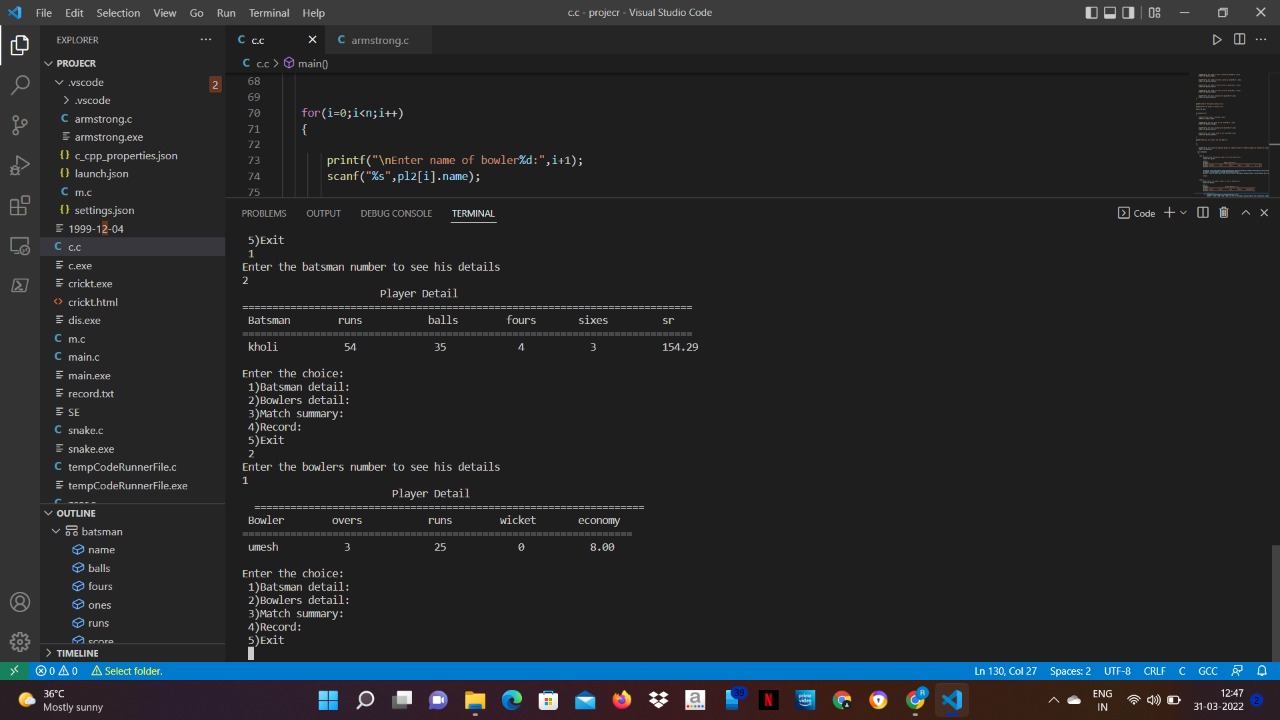 File Edit Selection View Go Run Terminal Help
c.c - projecr - Visual Studio Code
EXPLORER
PROJECR
.vscode
2
.vscode
armstrong.c
armstrong.exe
c_cpp_properties.json
launch.json
m.c
settings.json
1999-12-04
c.c
c.exe
crickt.exe
crickt.html
dis.exe
m.c
main.c
main.exe
record.txt
SE
snake.c
snake.exe
tempCodeRunnerFile.c
tempCodeRunnerFile.exe
OUTLINE
batsman
name
balls
fours
ones
runs
score
TIMELINE
c.c armstrong.c
c.c > main()
68
69
70 for(i=0;i<n;i++)
71 {
72
73 printf("\nEnter name of bowler%d:",i+1);
74 scanf("%s",pl2[i].name);
75
PROBLEMS OUTPUT DEBUG CONSOLE TERMINAL
Code
5)Exit
1
Enter the batsman number to see his details
2
Player Detail
===========================================================================
Batsman runs balls fours sixes sr
===========================================================================
kholi 54 35 4 3 154.29
Enter the choice:
1)Batsman detail:
2)Bowlers detail:
3)Match summary:
4)Record:
5)Exit
2
Enter the bowlers number to see his details
1
Player Detail
=================================================================
Bowler overs runs wicket economy
=================================================================
umesh 3 25 0 8.00
Enter the choice:
1)Batsman detail:
2)Bowlers detail:
3)Match summary:
4)Record:
5)Exit
0 0 Select folder.
Ln 130, Col 27 Spaces: 2 UTF-8 CRLF C GCC
36°C
Mostly sunny
ENG
IN
12:47
31-03-2022
2